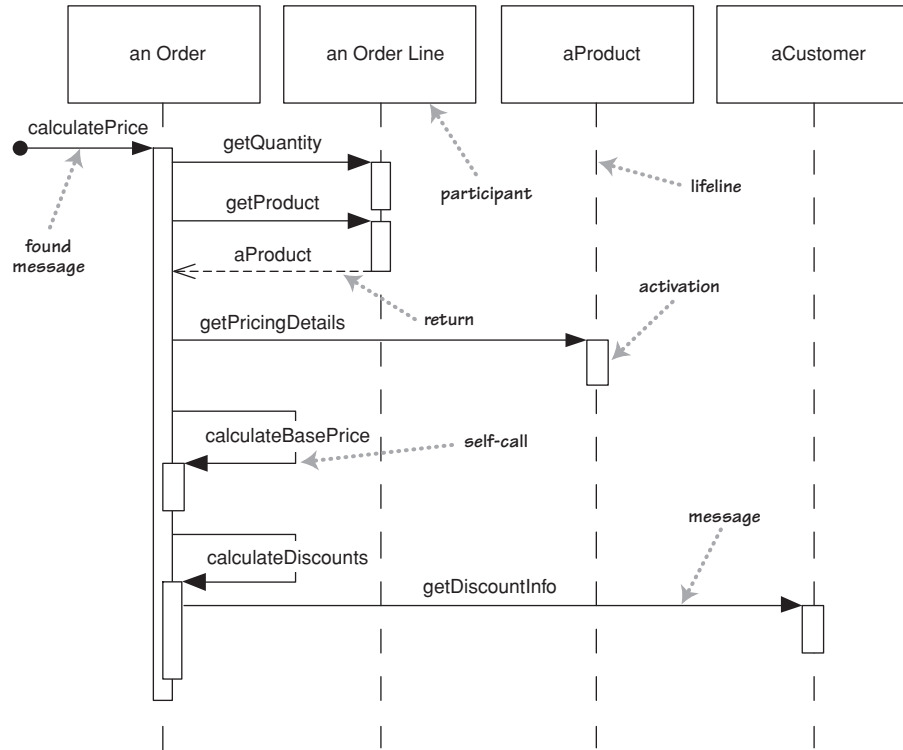 an Order
an Order Line
aProduct
aCustomer
calculatePrice
getQuantity
participant
lifeline
getProduct
found
message
aProduct
return
activation
getPricingDetails
calculateBasePrice
self-call
message
calculateDiscounts
getDiscountInfo